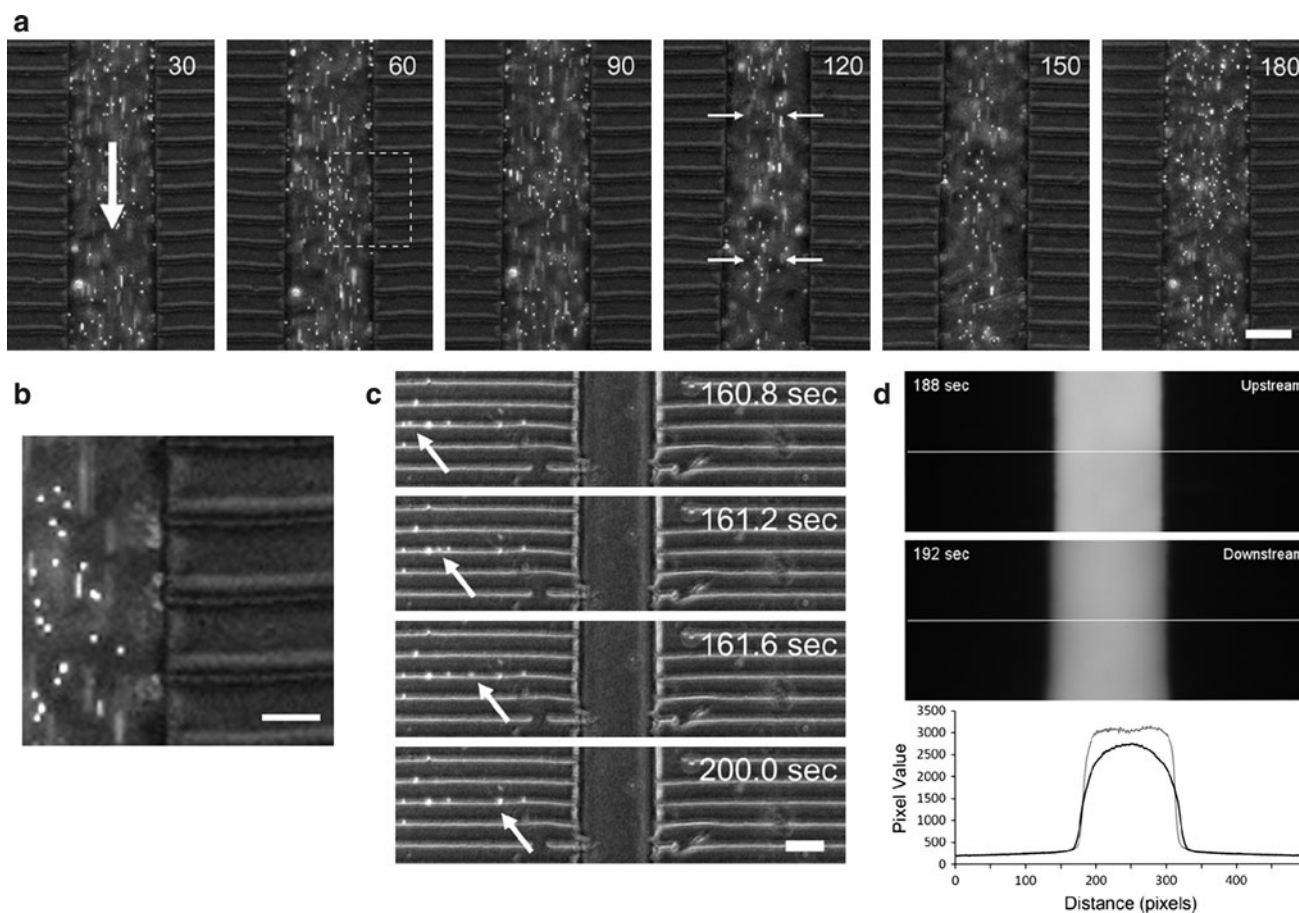 a
30
60
90
120
150
180
b
c
160.8 sec
161.2 sec
161.6 sec
200.0 sec
d
188 sec
Upstream
192 sec
Downstream
3500
3000
2500
2000
1500
1000
500
0
Pixel Value
0
100
200
300
400
Distance (pixels)